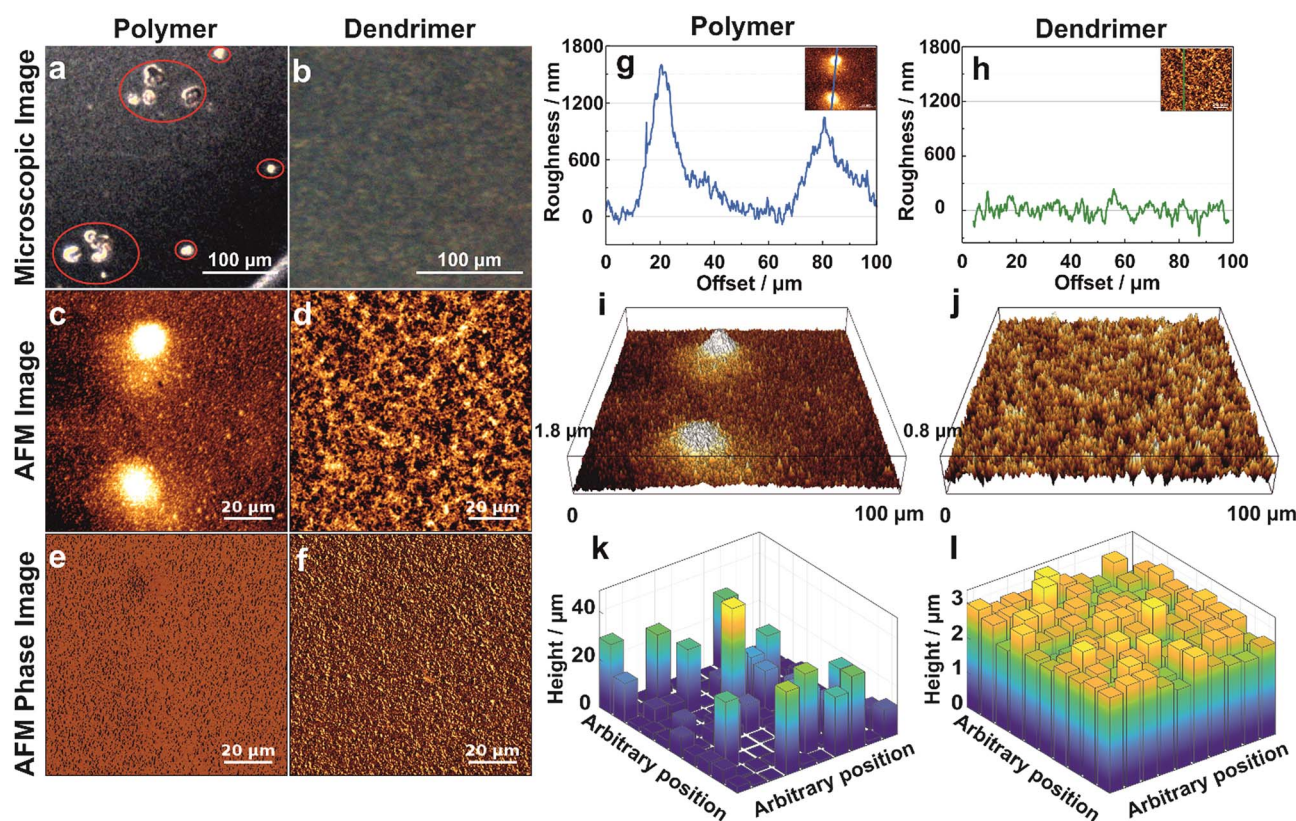 Polymer
Dendrimer
Microscopic Image
a
100 μm
b
100 μm
AFM Image
c
20 μm
d
20 μm
AFM Phase Image
e
20 μm
f
20 μm
Polymer
Dendrimer
g
Roughness / nm
1800
1200
600
0
0
20
40
60
80
100
Offset / μm
h
Roughness / nm
1800
1200
600
0
0
20
40
60
80
100
Offset / μm
i
1.8 μm
0
100 μm
j
0.8 μm
0
100 μm
k
Height / μm
40
20
0
Arbitrary position
Arbitrary position
l
Height / μm
3
2
1
0
Arbitrary position
Arbitrary position